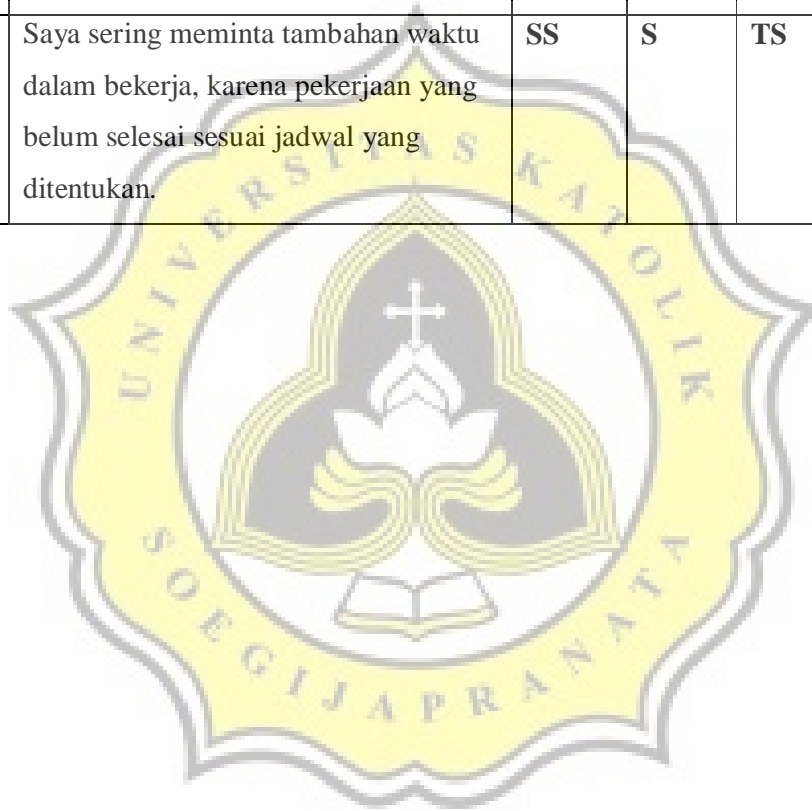 Saya sering meminta tambahan waktu SS S TS
dalam bekerja, karena pekerjaan yang
belum selesai sesuai jadwal yang
ditentukan.
UNIVERSITAS KATOLIK
SOEGIJAPRANATA